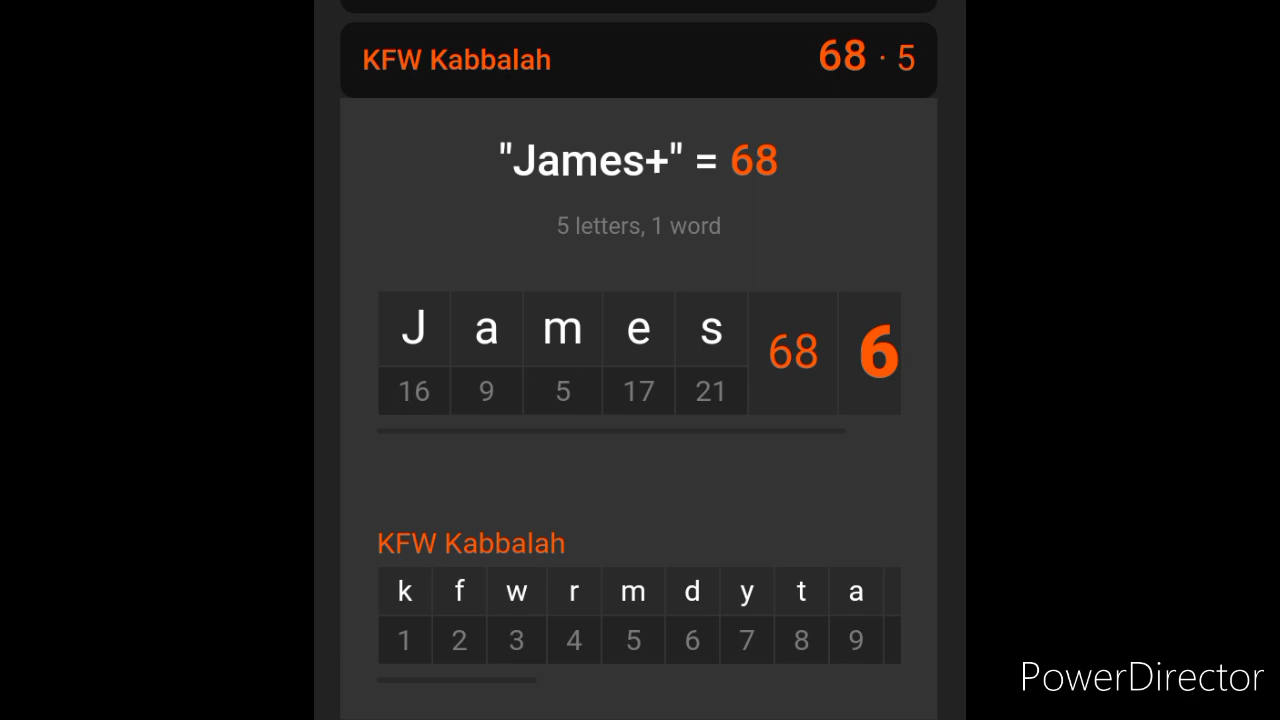 KFW Kabbalah 68 · 5
"James+" = 68
5 letters, 1 word
J a m e s 68 6
16 9 5 17 21
KFW Kabbalah
k f w r m d y t a
1 2 3 4 5 6 7 8 9
PowerDirector